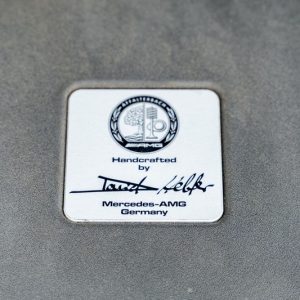 AFFALTERBACH
AMG
Handcrafted
by
Mercedes-AMG
Germany